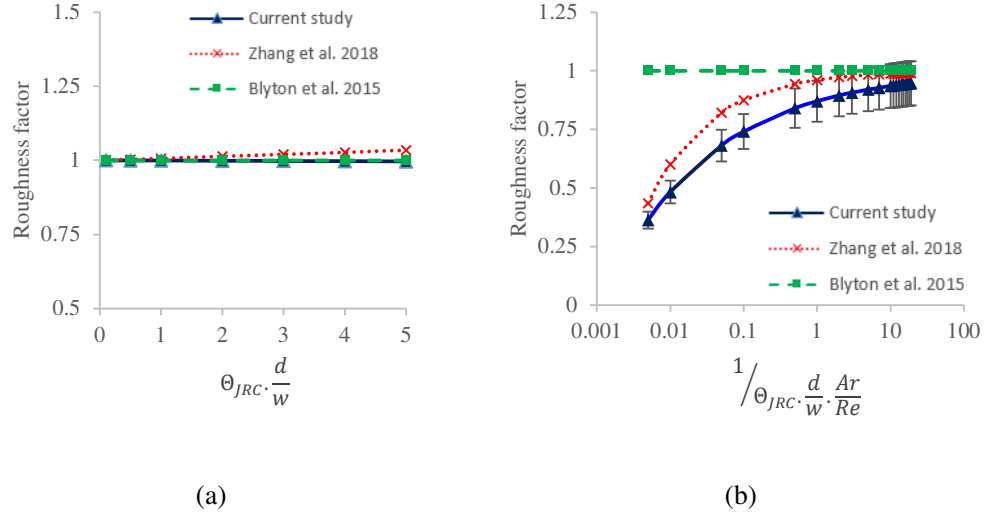 1.5
1.25
1
0.75
0.5
Roughness factor
Current study
Zhang et al. 2018
Blyton et al. 2015
0 1 2 3 4 5
Θ_JRC . d/w
(a)
1.25
1
0.75
0.5
0.25
0
Roughness factor
Current study
Zhang et al. 2018
Blyton et al. 2015
0.001 0.01 0.1 1 10 100
1/Θ_JRC . d/w . Ar/Re
(b)